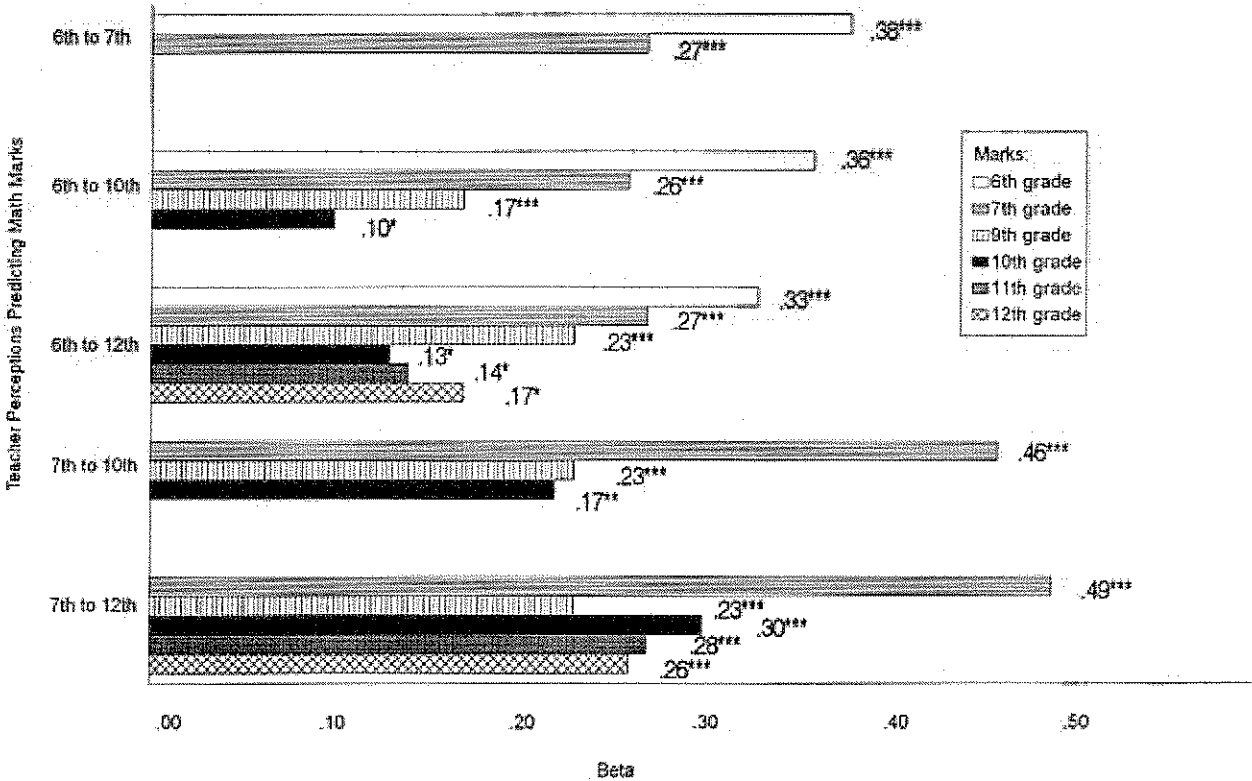 Teacher Perceptions Predicting Math Marks
6th to 7th
.38***
.27***
6th to 10th
.36***
.26***
.17***
.10*
6th to 12th
.33***
.27***
.23***
.13*
.14*
.17*
7th to 10th
.46***
.23***
.17**
7th to 12th
.49***
.23***
.30***
.28***
.26***
Marks:
6th grade
7th grade
9th grade
10th grade
11th grade
12th grade
.00 .10 .20 .30 .40 .50
Beta